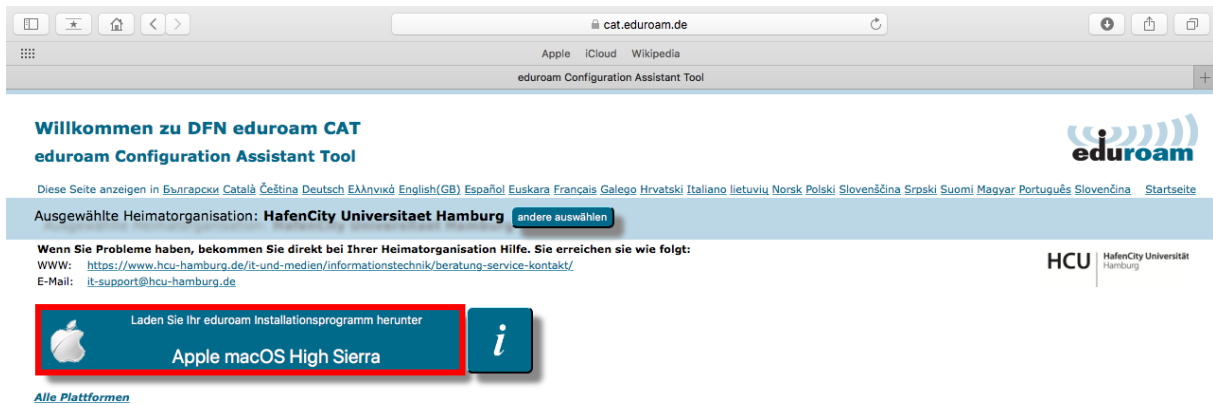 cat.eduroam.de
Apple iCloud Wikipedia
eduroam Configuration Assistant Tool
Willkommen zu DFN eduroam CAT
eduroam Configuration Assistant Tool
eduroam
Diese Seite anzeigen in Български Català Čeština Deutsch Ελληνικά English(GB) Español Euskara Français Galego Hrvatski Italiano lietuvių Norsk Polski Slovenščina Srpski Suomi Magyar Português Slovenčina Startseite
Ausgewählte Heimatorganisation: HafenCity Universitaet Hamburg andere auswählen
Wenn Sie Probleme haben, bekommen Sie direkt bei Ihrer Heimatorganisation Hilfe. Sie erreichen sie wie folgt:
WWW: https://www.hcu-hamburg.de/it-und-medien/informationstechnik/beratung-service-kontakt/
E-Mail: it-support@hcu-hamburg.de
HCU HafenCity Universität
Hamburg
Laden Sie Ihr eduroam Installationsprogramm herunter
Apple macOS High Sierra
i
Alle Plattformen